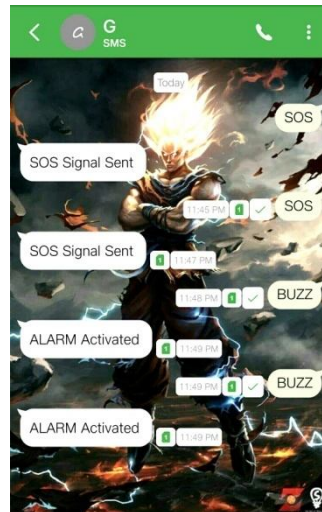 G
SMS
Today
SOS
SOS Signal Sent
11:45 PM
SOS
SOS Signal Sent
11:47 PM
11:48 PM
BUZZ
ALARM Activated
11:49 PM
11:49 PM
BUZZ
ALARM Activated
11:49 PM